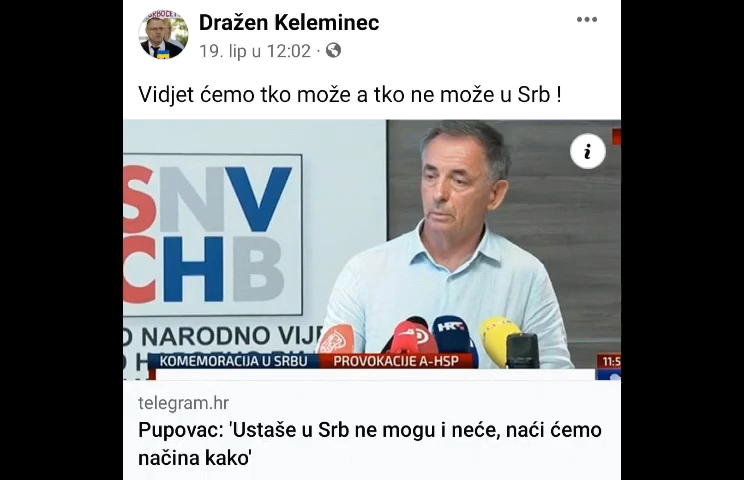 Dražen Keleminec
19. lip u 12:02 ·
Vidjet ćemo tko može a tko ne može u Srb !
i
SNV
CHB
O NARODNO VIJE
KOMEMORACIJA U SRBU PROVOKACIJE A-HSP
HRT
11:5
telegram.hr
Pupovac: 'Ustaše u Srb ne mogu i neće, naći ćemo
načina kako'